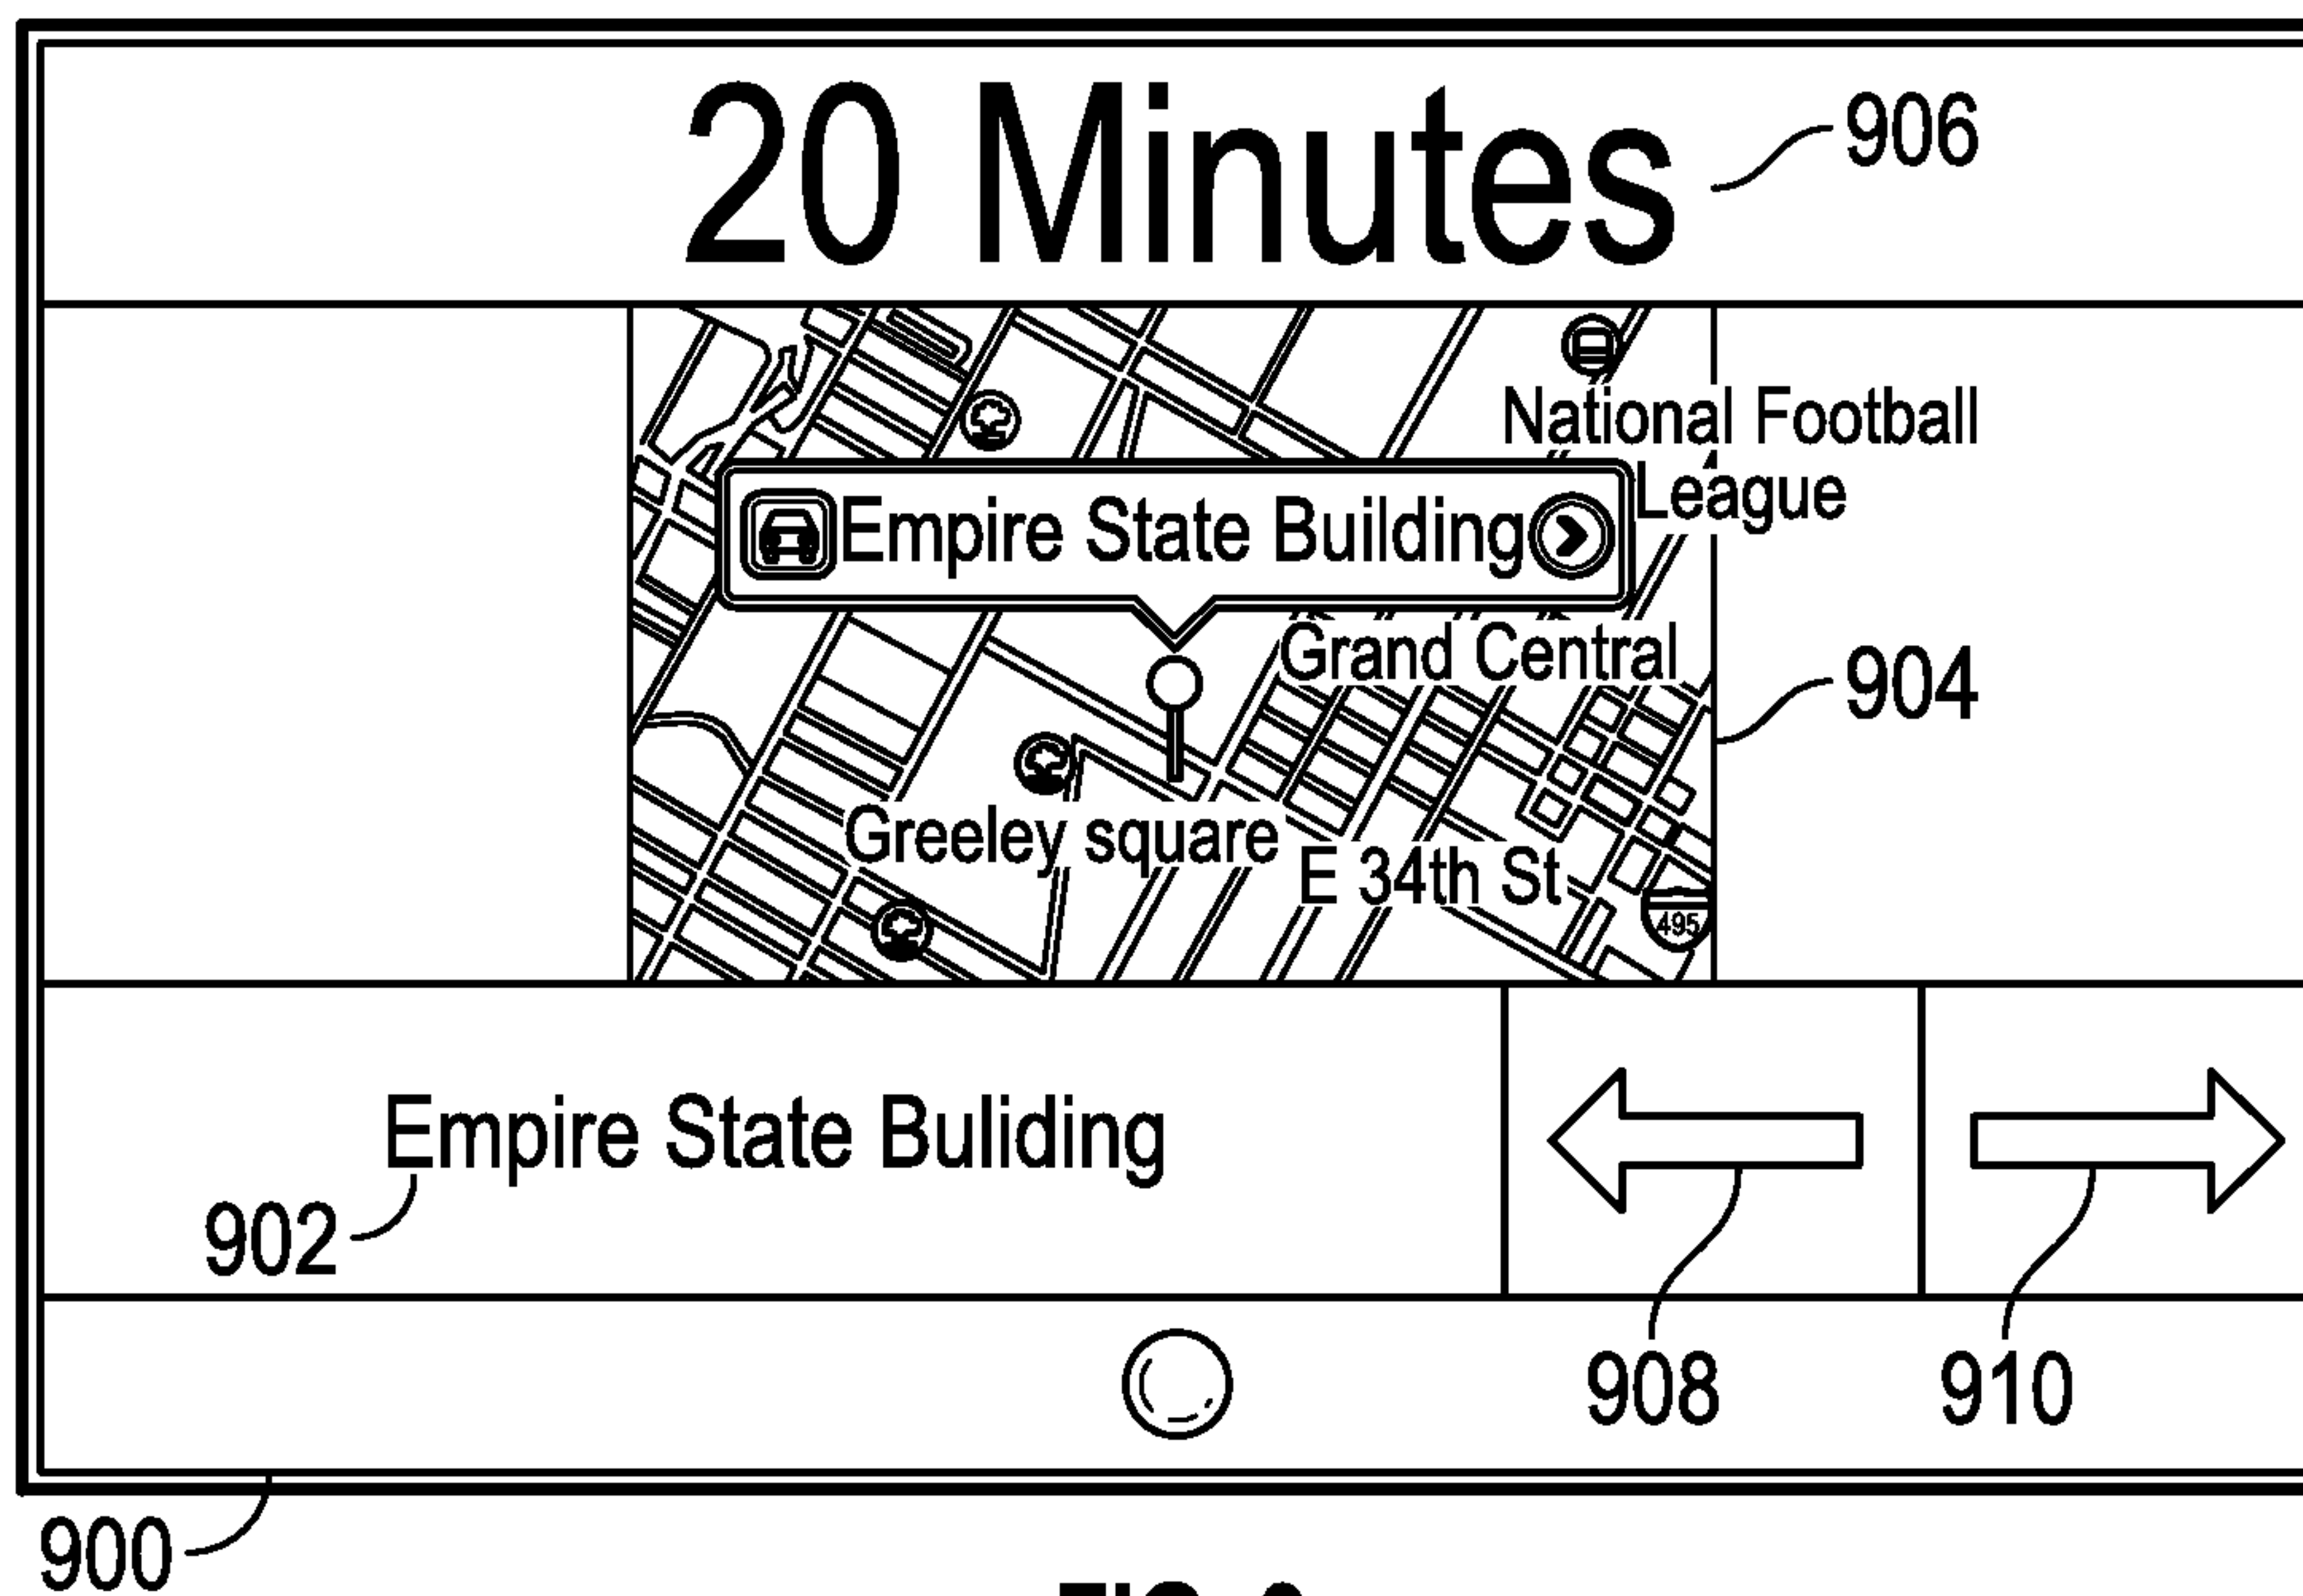 20 Minutes
906
National Football
League
Empire State Building
Grand Central
904
Greeley square
E 34th St
495
Empire State Buliding
902
908
910
900